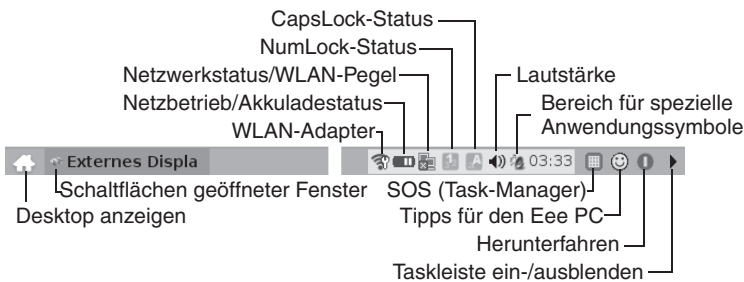 CapsLock-Status
NumLock-Status
Netzwerkstatus/WLAN-Pegel
Lautstärke
Netzbetrieb/Akkuladestatus
Bereich für spezielle
Anwendungssymbole
WLAN-Adapter
Externes Displa
03:33
Schaltflächen geöffneter Fenster
SOS (Task-Manager)
Desktop anzeigen
Tipps für den Eee PC
Herunterfahren
Taskleiste ein-/ausblenden